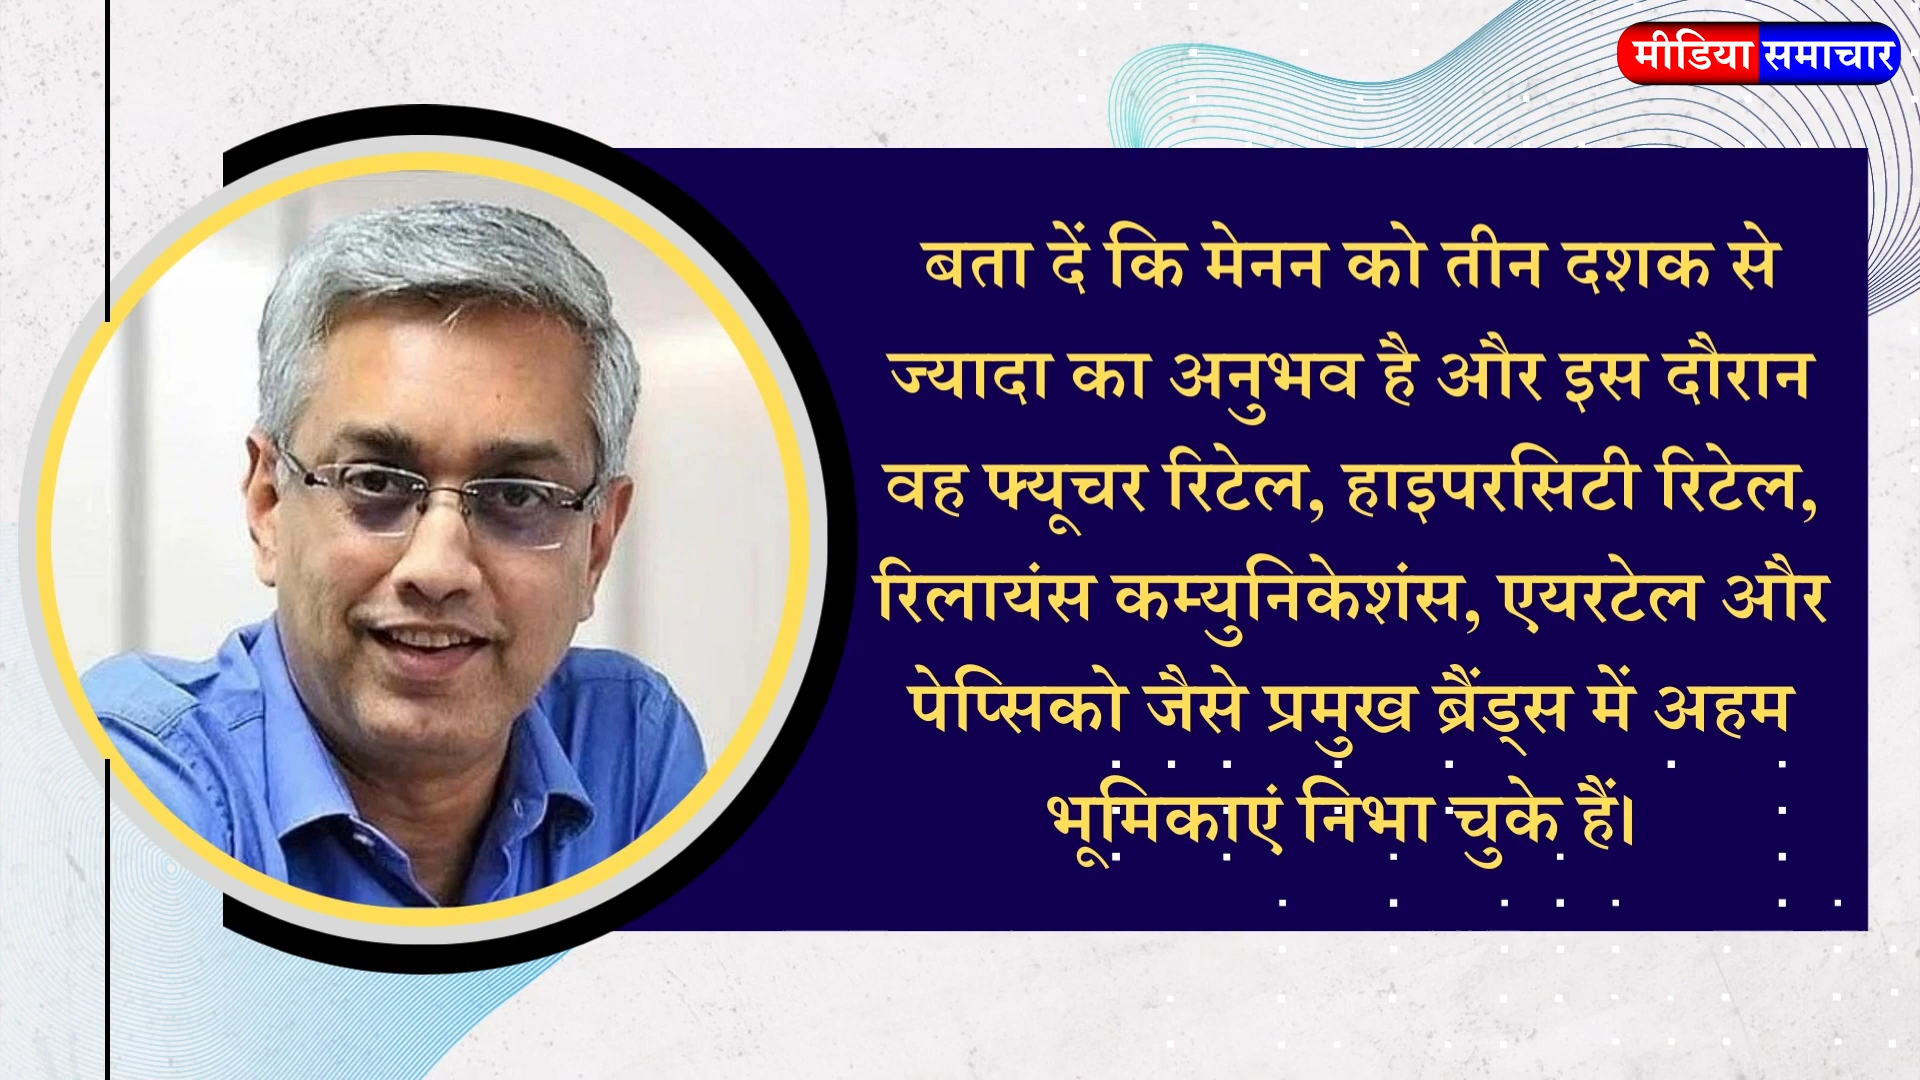 मीडिया समाचार
बता दें कि मेनन को तीन दशक से
ज्यादा का अनुभव है और इस दौरान
वह फ्यूचर रिटेल, हाइपरसिटी रिटेल,
रिलायंस कम्युनिकेशंस, एयरटेल और
पेप्सिको जैसे प्रमुख ब्रैंड्स में अहम
भूमिकाएं निभा चुके हैं।